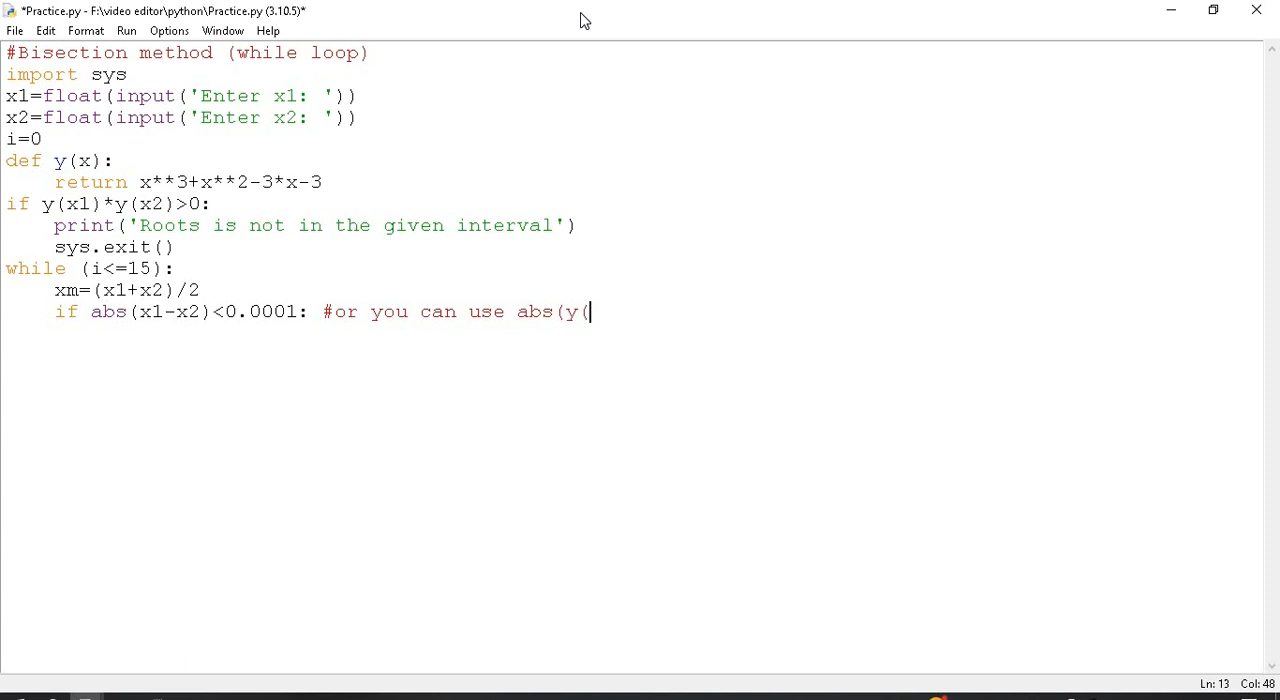 *Practice.py - F:\video editor\python\Practice.py (3.10.5)*
File Edit Format Run Options Window Help
#Bisection method (while loop)
import sys
x1=float(input('Enter x1: '))
x2=float(input('Enter x2: '))
i=0
def y(x):
    return x**3+x**2-3*x-3
if y(x1)*y(x2)>0:
    print('Roots is not in the given interval')
    sys.exit()
while (i<=15):
    xm=(x1+x2)/2
    if abs(x1-x2)<0.0001: #or you can use abs(y(
Ln: 13 Col: 48